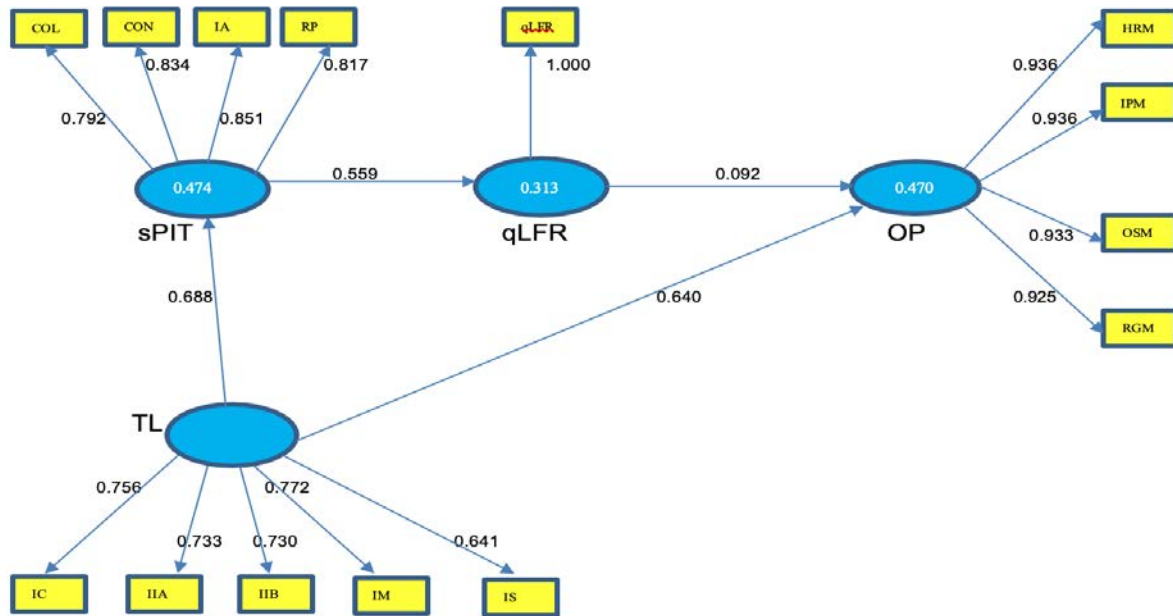 COL CON IA RP qLFR HRM
0.834 0.817 1.000
0.936
IPM
0.792 0.851
0.936
0.474 0.559 0.313 0.092 0.470
sPIT qLFR OP
0.933 OSM
0.688 0.640
0.925
RGM
TL
0.756 0.772
0.733 0.730 0.641
IC IIA IIB IM IS